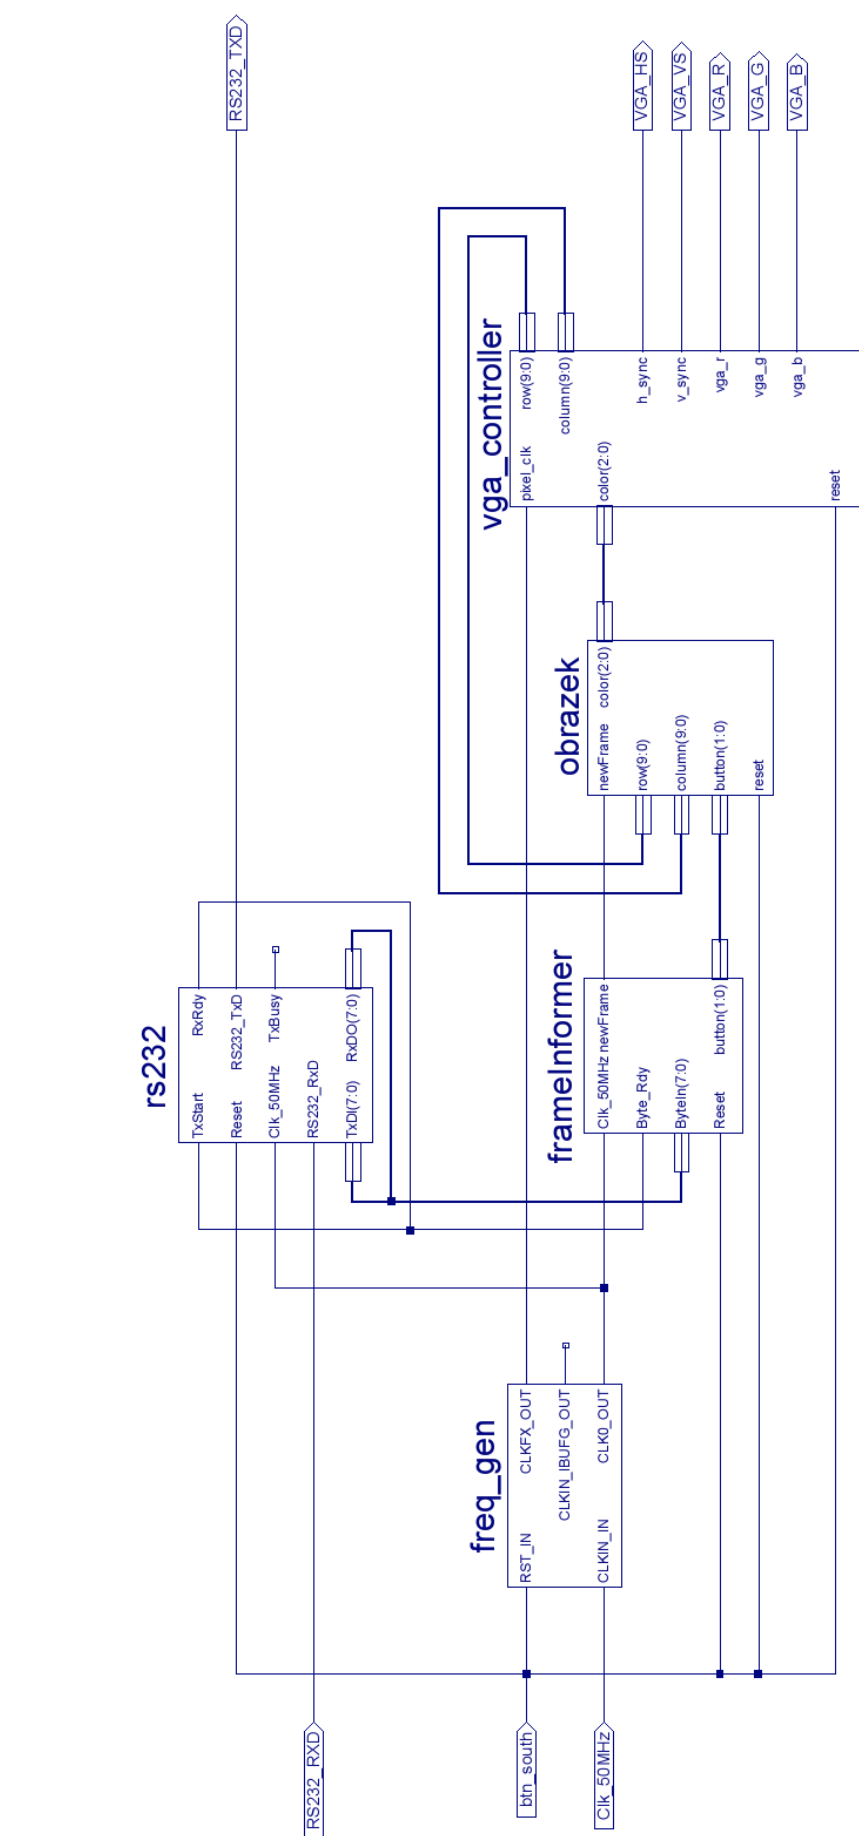 RS232_TXD
VGA_HS
VGA_VS
VGA_R
VGA_G
VGA_B
rs232
TxStart
RxRdy
Reset
RS232_TxD
Clk_50MHz
TxBusy
RS232_RxD
TxDI(7:0)
RxDO(7:0)
vga_controller
pixel_clk
row(9:0)
column(9:0)
color(2:0)
h_sync
v_sync
vga_r
vga_g
vga_b
reset
obrazek
newFrame
color(2:0)
row(9:0)
column(9:0)
button(1:0)
reset
frameInformer
Clk_50MHz
newFrame
Byte_Rdy
ByteIn(7:0)
Reset
button(1:0)
freq_gen
RST_IN
CLKFX_OUT
CLKIN_IBUFG_OUT
CLKIN_IN
CLK0_OUT
RS232_RXD
btn_south
Clk_50MHz